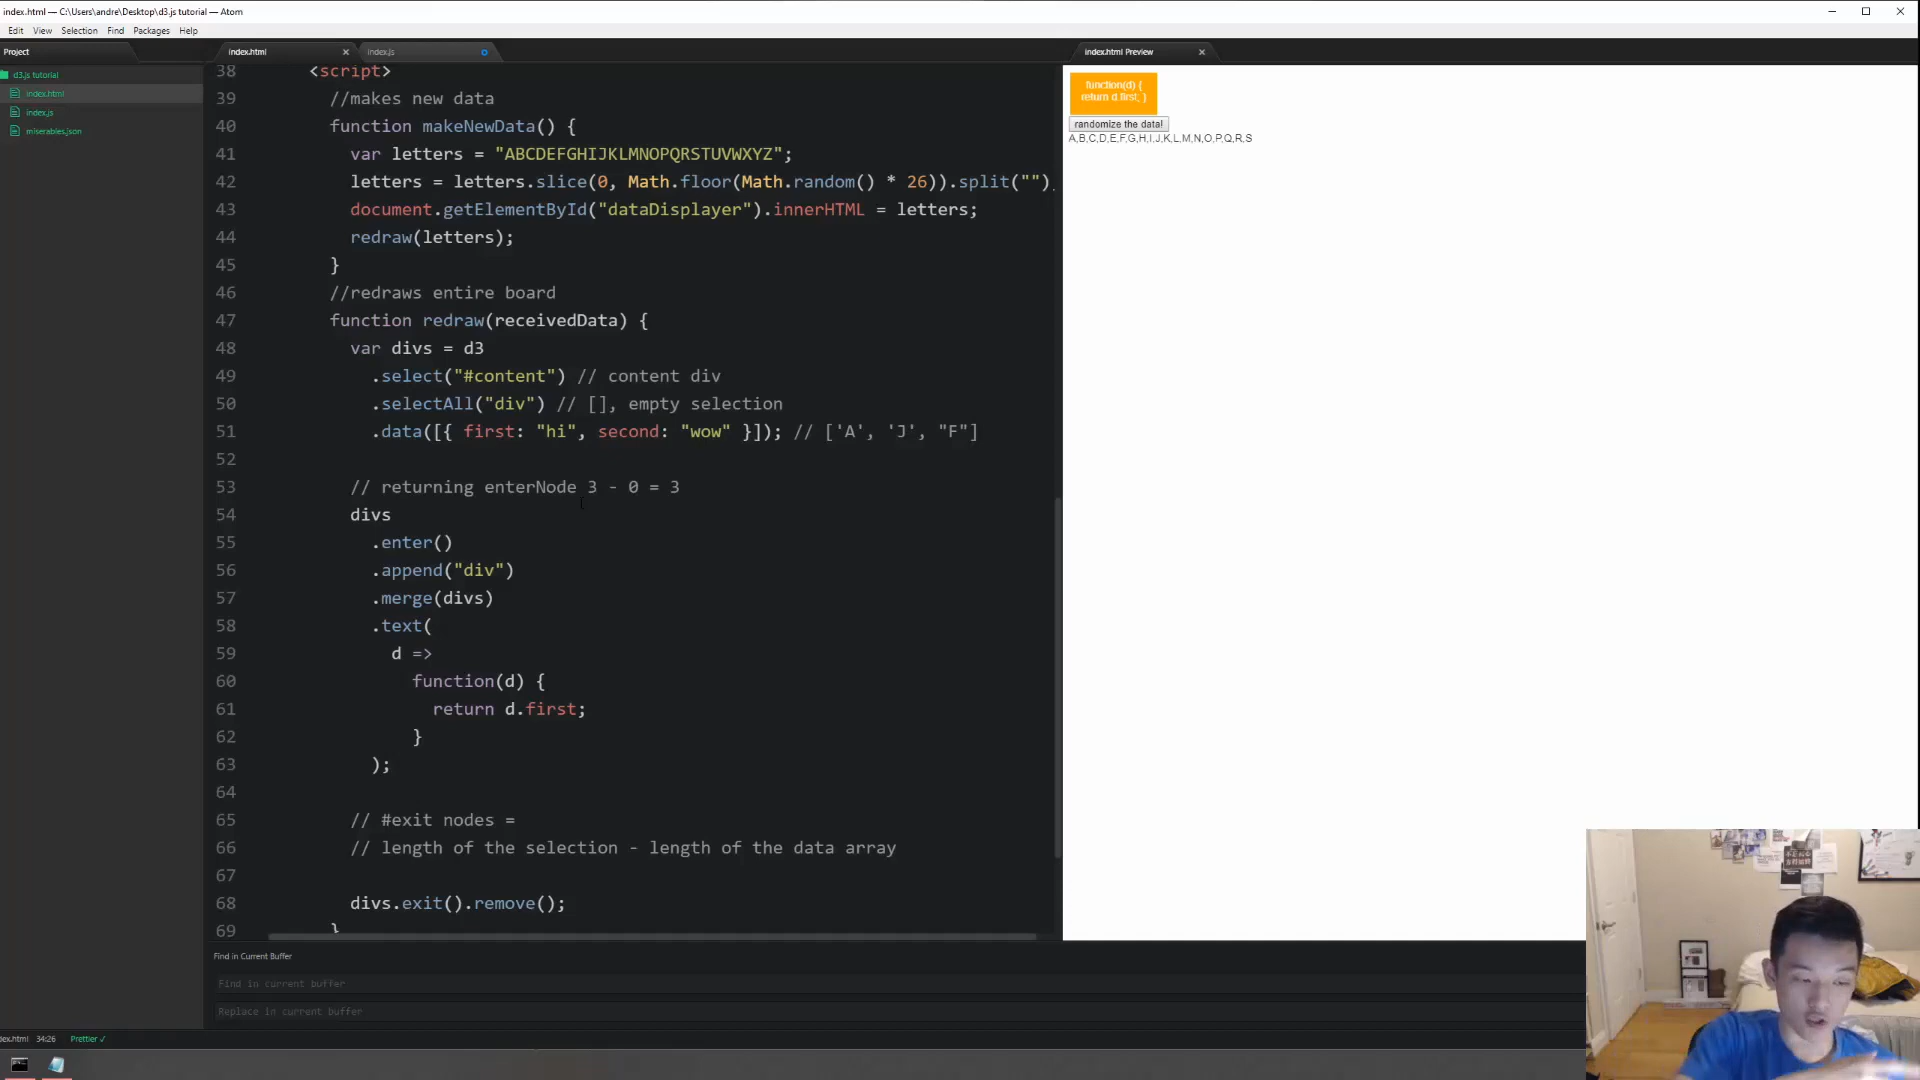 index.html — C:\Users\andre\Desktop\d3.js tutorial — Atom
Edit View Selection Find Packages Help
Project
index.html
index.js
index.html Preview
d3.js tutorial
index.html
index.js
miserables.json
38 <script>
39 //makes new data
40 function makeNewData() {
41 var letters = "ABCDEFGHIJKLMNOPQRSTUVWXYZ";
42 letters = letters.slice(0, Math.floor(Math.random() * 26)).split("")
43 document.getElementById("dataDisplayer").innerHTML = letters;
44 redraw(letters);
45 }
46 //redraws entire board
47 function redraw(receivedData) {
48 var divs = d3
49 .select("#content") // content div
50 .selectAll("div") // [], empty selection
51 .data([{ first: "hi", second: "wow" }]); // ['A', 'J', "F"]
52
53 // returning enterNode 3 - 0 = 3
54 divs
55 .enter()
56 .append("div")
57 .merge(divs)
58 .text(
59 d =>
60 function(d) {
61 return d.first;
62 }
63 );
64
65 // #exit nodes =
66 // length of the selection - length of the data array
67
68 divs.exit().remove();
69 }
function(d) {
return d.first; }
randomize the data!
A,B,C,D,E,F,G,H,I,J,K,L,M,N,O,P,Q,R,S
Find in Current Buffer
Find in current buffer
Replace in current buffer
dex.html 34:26 Prettier ✓